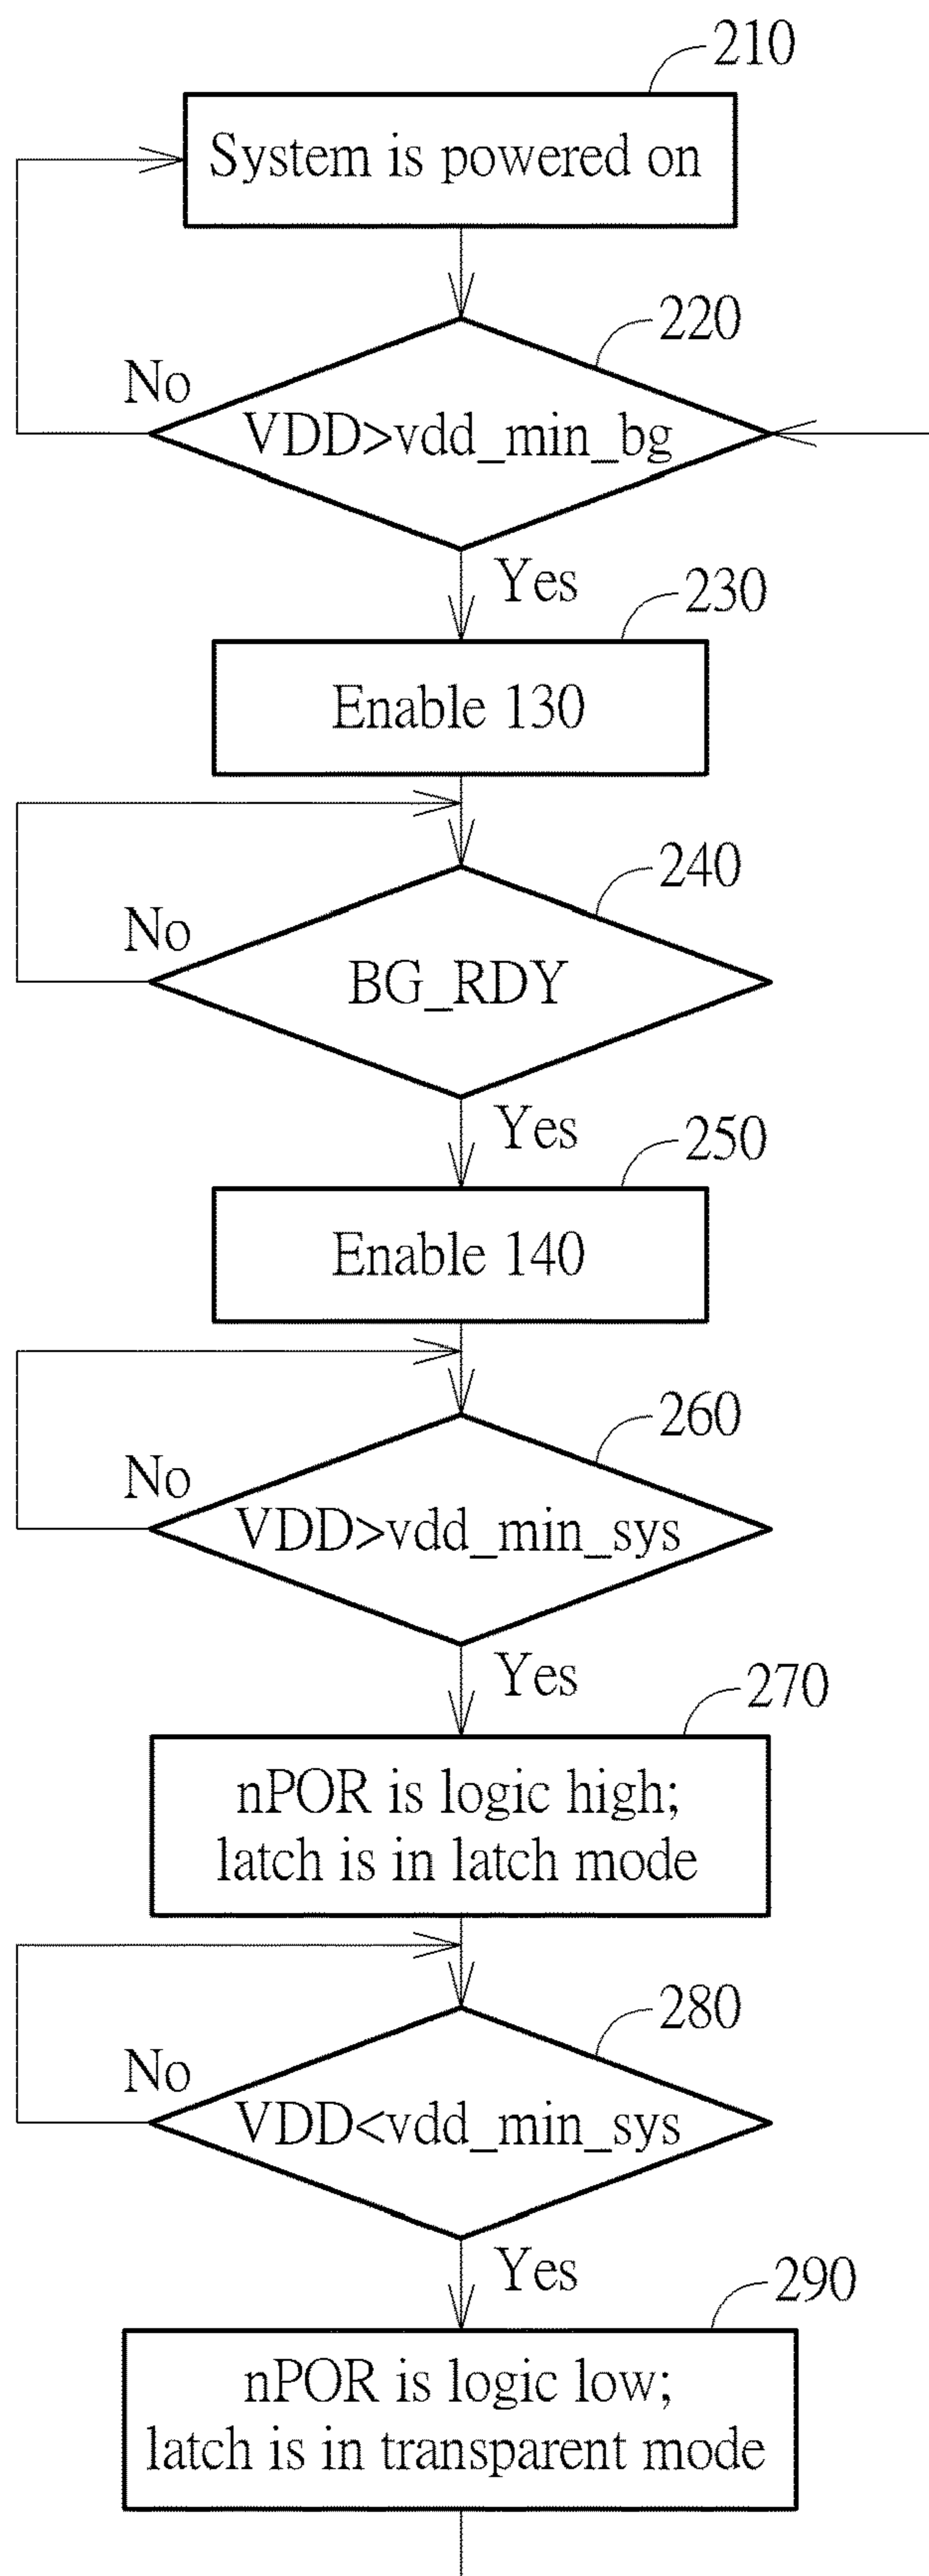 210
System is powered on
220
No
VDD>vdd_min_bg
Yes
230
Enable 130
240
No
BG_RDY
Yes
250
Enable 140
260
No
VDD>vdd_min_sys
Yes
270
nPOR is logic high;
latch is in latch mode
280
No
VDD<vdd_min_sys
Yes
290
nPOR is logic low;
latch is in transparent mode